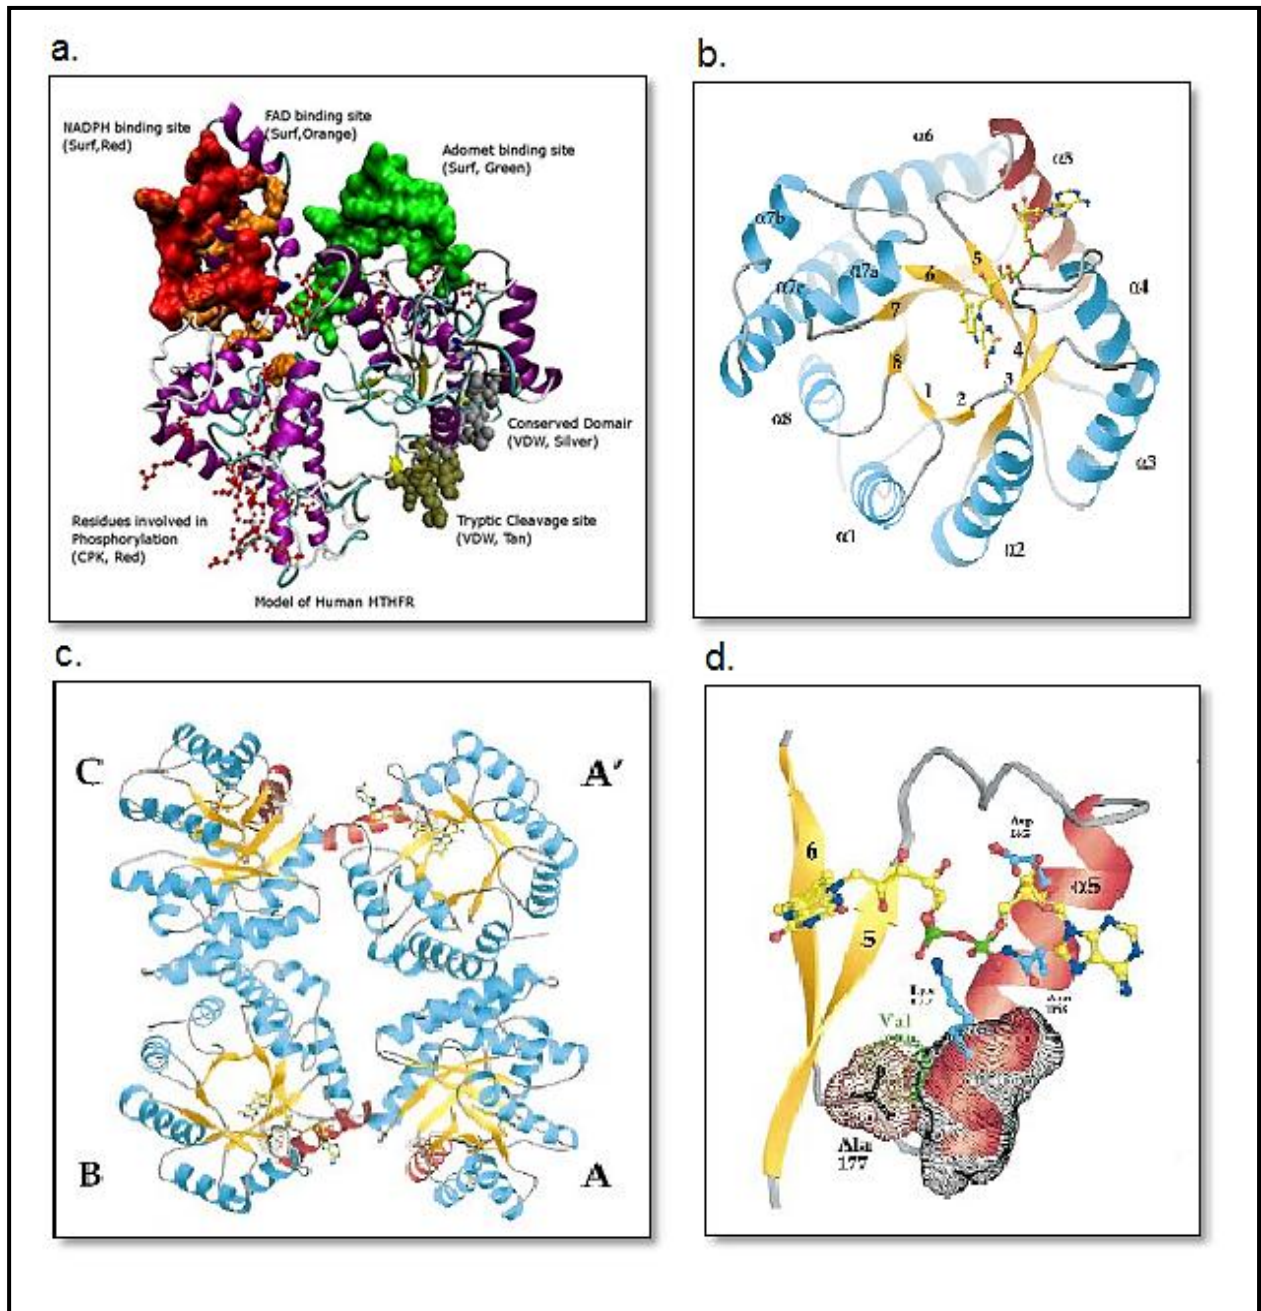 a.
NADPH binding site
(Surf,Red)
FAD binding site
(Surf,Orange)
Adomet binding site
(Surf, Green)
Conserved Domair
(VDW, Silver)
Tryptic Cleavage site
(VDW, Tan)
Residues involved in
Phosphorylation
(CPK, Red)
Model of Human MTHFR
b.
α6
α5
α7b
α7a
α7c
α4
α3
α8
α1
α2
5
6
7
8
1
2
3
4
c.
C
A'
B
A
d.
6
5
Asp
α5
Lys
Val
Ala
177